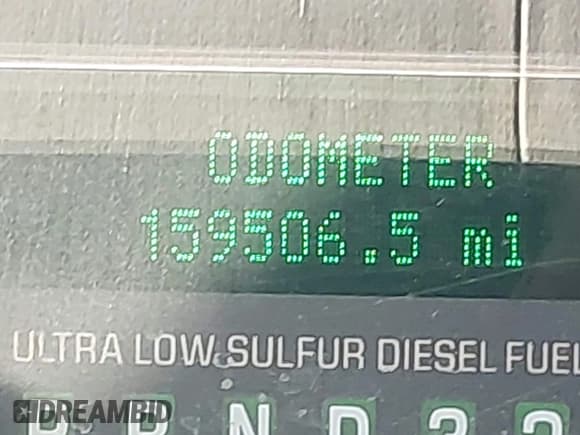 ODOMETER
159506.5 mi
ULTRA LOW SULFUR DIESEL FUEL
DREAMBID
N D